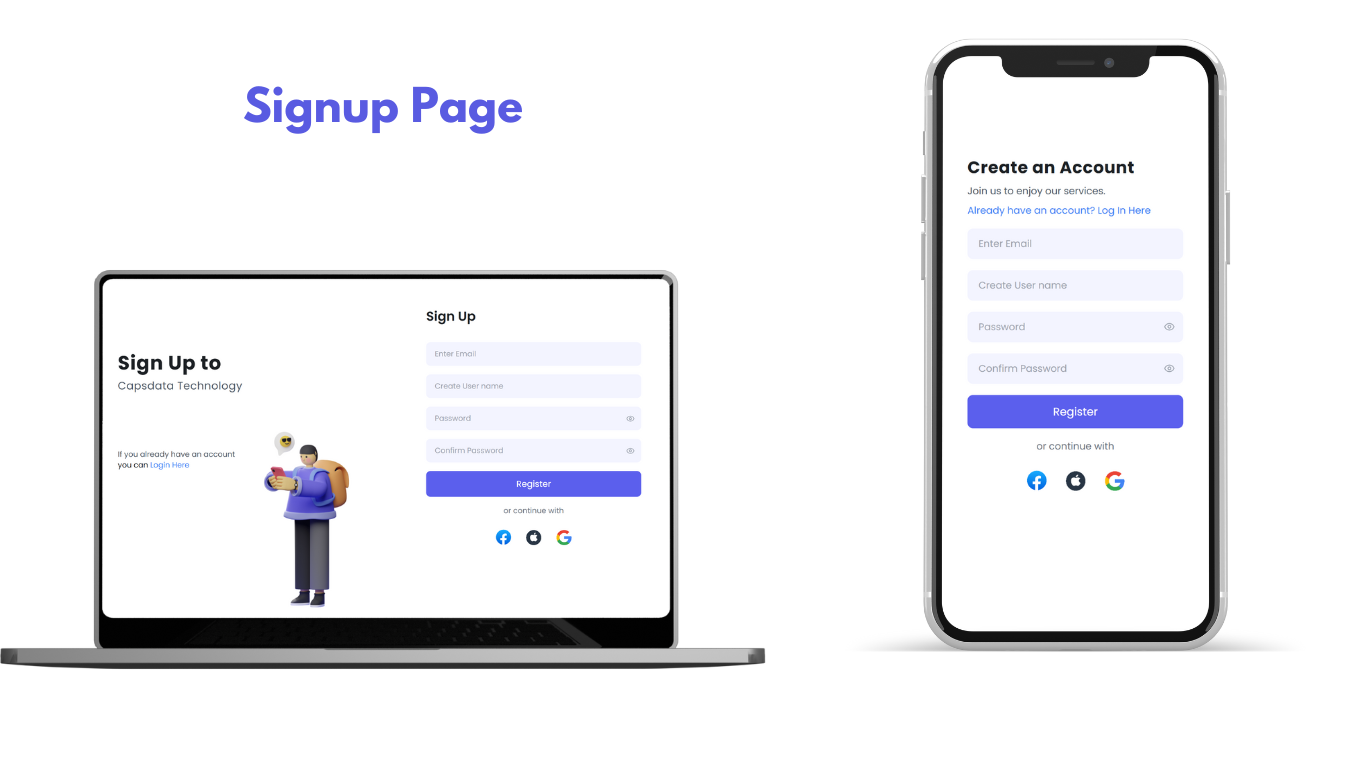 Signup Page
Sign Up to
Capsdata Technology
If you already have an account
you can Login Here
Sign Up
Enter Email
Create User name
Password
Confirm Password
Register
or continue with
Create an Account
Join us to enjoy our services.
Already have an account? Log In Here
Enter Email
Create User name
Password
Confirm Password
Register
or continue with